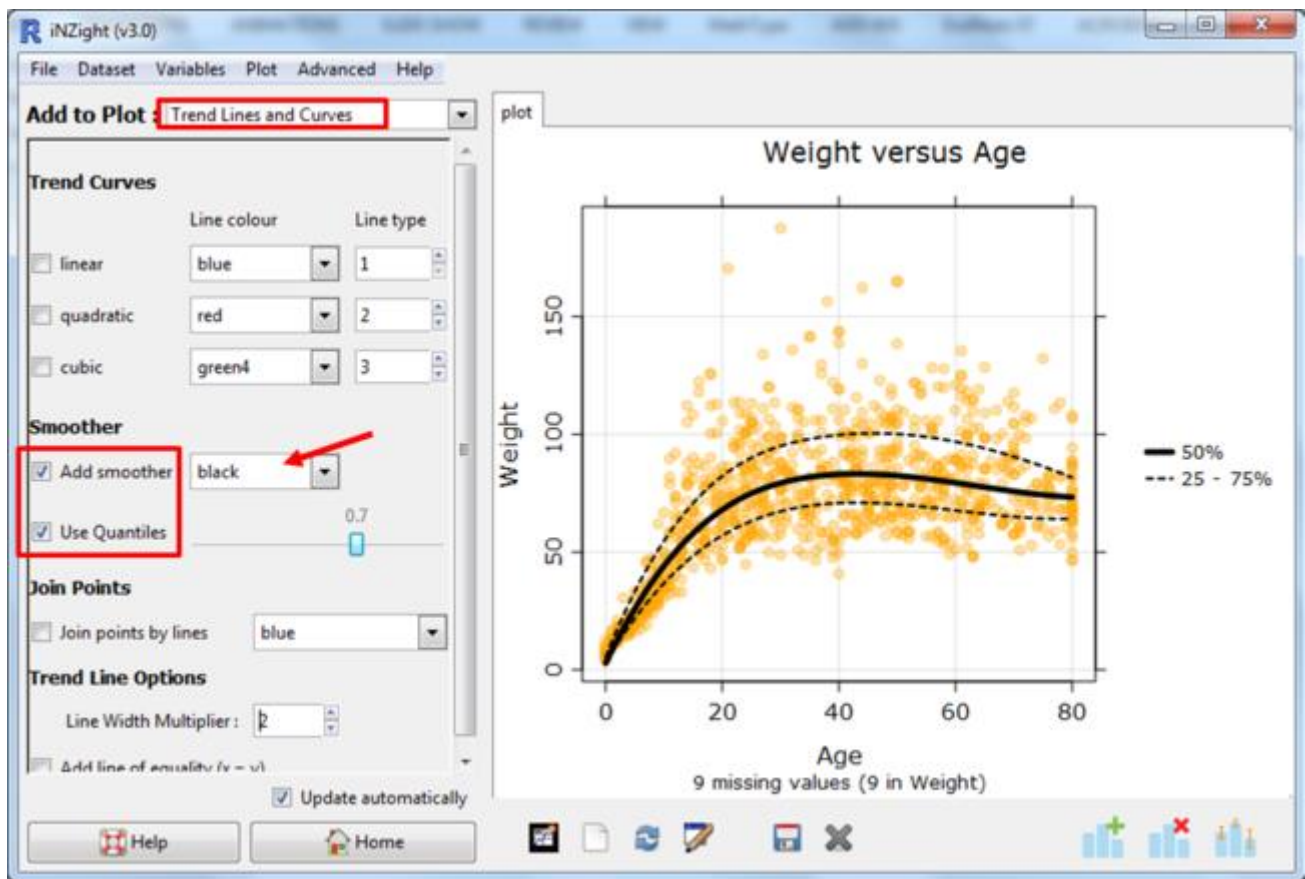 iNZight (v3.0)
File Dataset Variables Plot Advanced Help
Add to Plot : Trend Lines and Curves
Trend Curves
Line colour Line type
linear blue 1
quadratic red 2
cubic green4 3
Smoother
Add smoother black
0.7
Use Quantiles
Join Points
Join points by lines blue
Trend Line Options
Line Width Multiplier : 2
Add line of equality (x = y)
Update automatically
Help Home
plot
Weight versus Age
150
100
50
0
Weight
50%
25 - 75%
0 20 40 60 80
Age
9 missing values (9 in Weight)